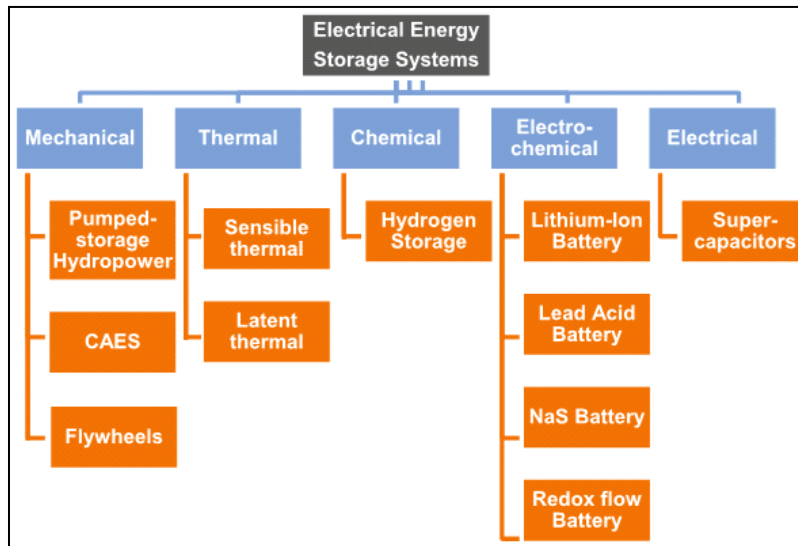 Electrical Energy
Storage Systems
Mechanical
Thermal
Chemical
Electro-
chemical
Electrical
Pumped-
storage
Hydropower
CAES
Flywheels
Sensible
thermal
Latent
thermal
Hydrogen
Storage
Lithium-Ion
Battery
Lead Acid
Battery
NaS Battery
Redox flow
Battery
Super-
capacitors